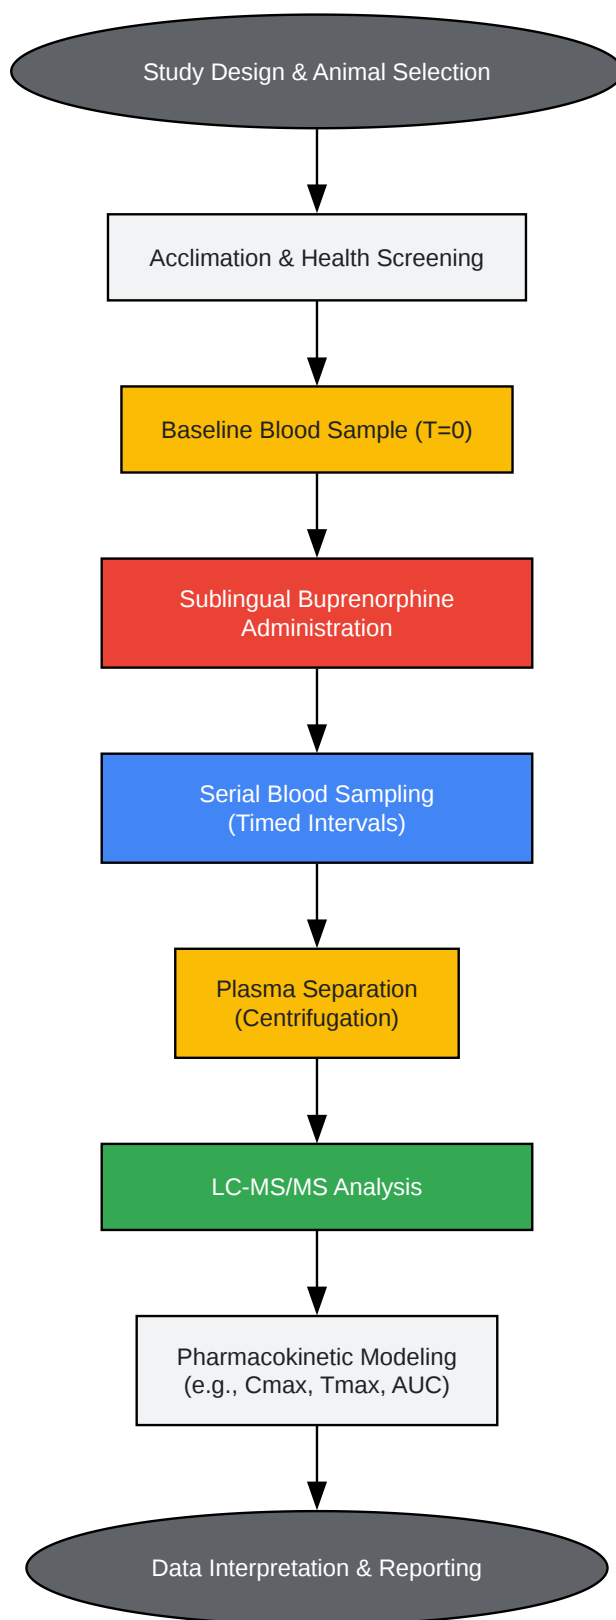 Study Design & Animal Selection
Acclimation & Health Screening
Baseline Blood Sample (T=0)
Sublingual Buprenorphine
Administration
Serial Blood Sampling
(Timed Intervals)
Plasma Separation
(Centrifugation)
LC-MS/MS Analysis
Pharmacokinetic Modeling
(e.g., Cmax, Tmax, AUC)
Data Interpretation & Reporting